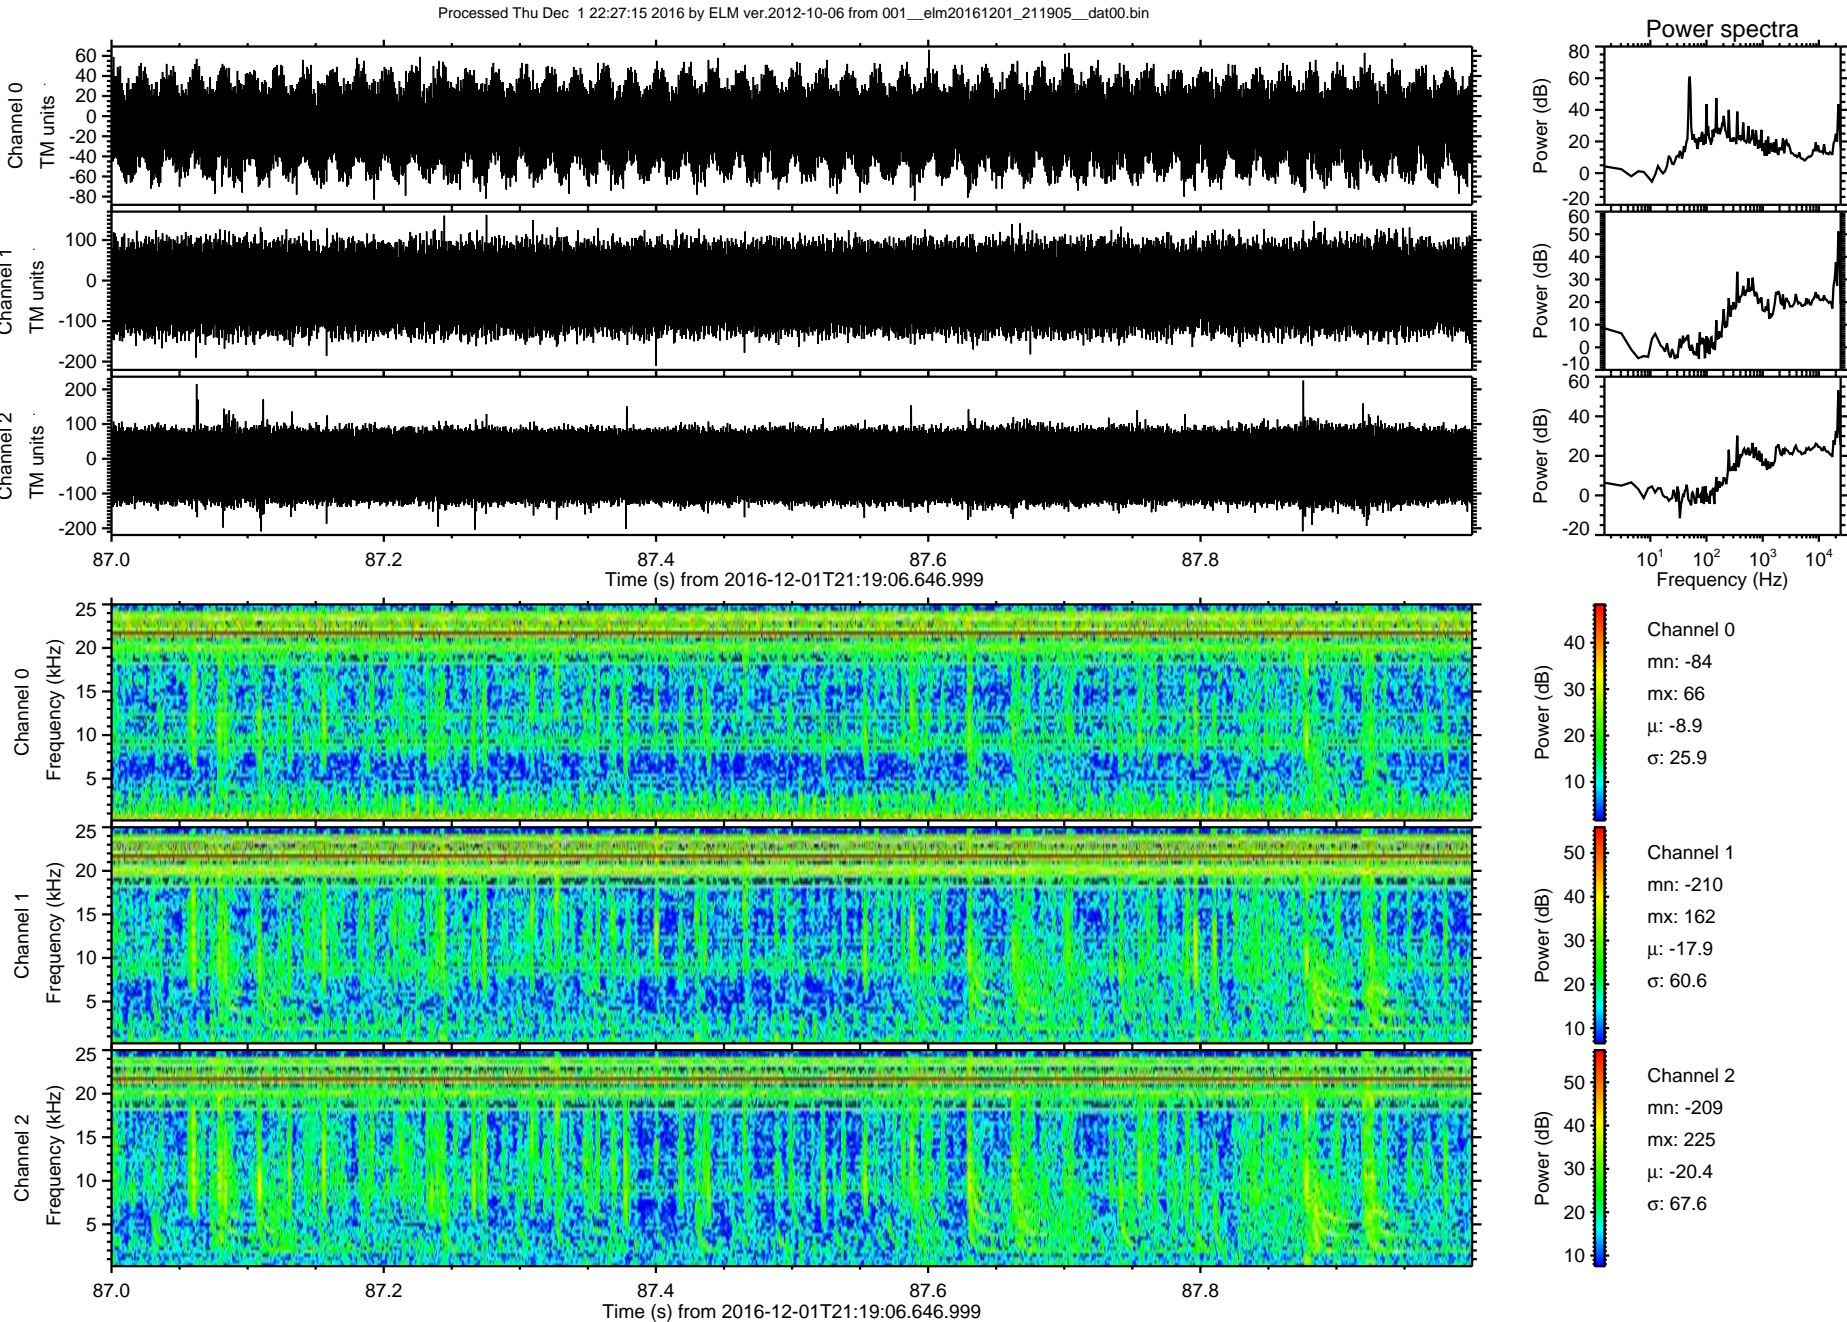 Processed Thu Dec 1 22:27:15 2016 by ELM ver.2012-10-06 from 001__elm20161201_211905__dat00.bin
Power spectra
Channel 0
TM units
60
40
20
0
-20
-40
-60
-80
Power (dB)
80
60
40
20
0
-20
Channel 1
TM units
100
0
-100
-200
Power (dB)
60
50
40
30
20
10
0
-10
Channel 2
TM units
200
100
0
-100
-200
Power (dB)
60
40
20
0
-20
87.0 87.2 87.4 87.6 87.8
Time (s) from 2016-12-01T21:19:06.646.999
10¹ 10² 10³ 10⁴
Frequency (Hz)
Channel 0
Frequency (kHz)
25
20
15
10
5
Power (dB)
40
30
20
10
Channel 0
mn: -84
mx: 66
μ: -8.9
σ: 25.9
Channel 1
Frequency (kHz)
25
20
15
10
5
Power (dB)
50
40
30
20
10
Channel 1
mn: -210
mx: 162
μ: -17.9
σ: 60.6
Channel 2
Frequency (kHz)
25
20
15
10
5
Power (dB)
50
40
30
20
10
Channel 2
mn: -209
mx: 225
μ: -20.4
σ: 67.6
87.0 87.2 87.4 87.6 87.8
Time (s) from 2016-12-01T21:19:06.646.999